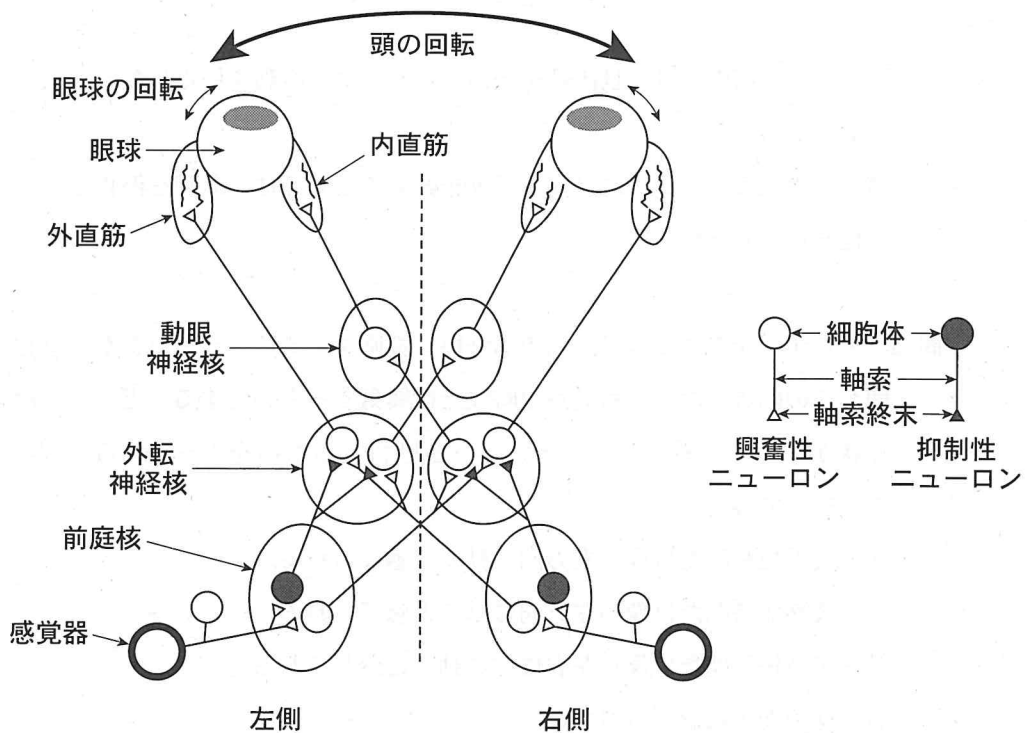 頭の回転
眼球の回転
眼球
内直筋
外直筋
動眼
神経核
細胞体
軸索
軸索終末
興奮性
ニューロン
抑制性
ニューロン
外転
神経核
前庭核
感覚器
左側
右側